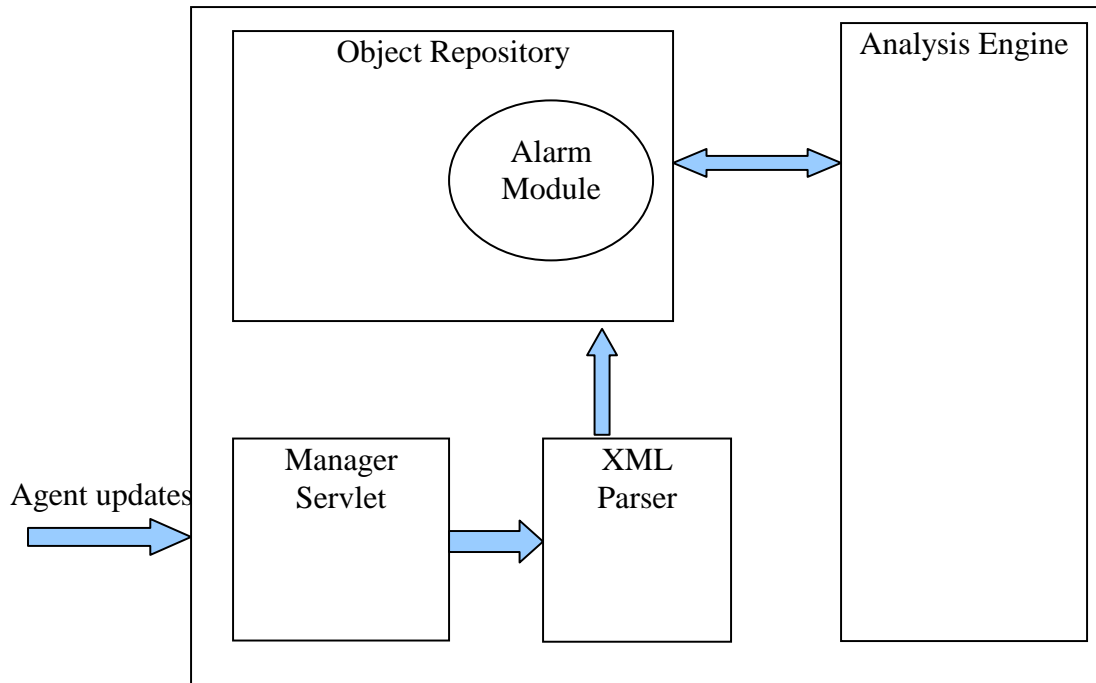 Object Repository
Analysis Engine
Alarm
Module
Manager
Servlet
XML
Parser
Agent updates